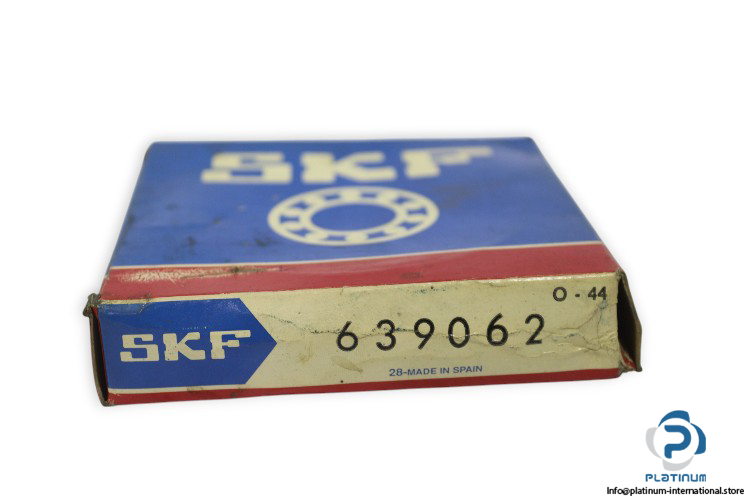 SKF
O - 44
SKF 639062
28-MADE IN SPAIN
PLATINUM
Info@platinum-international.store